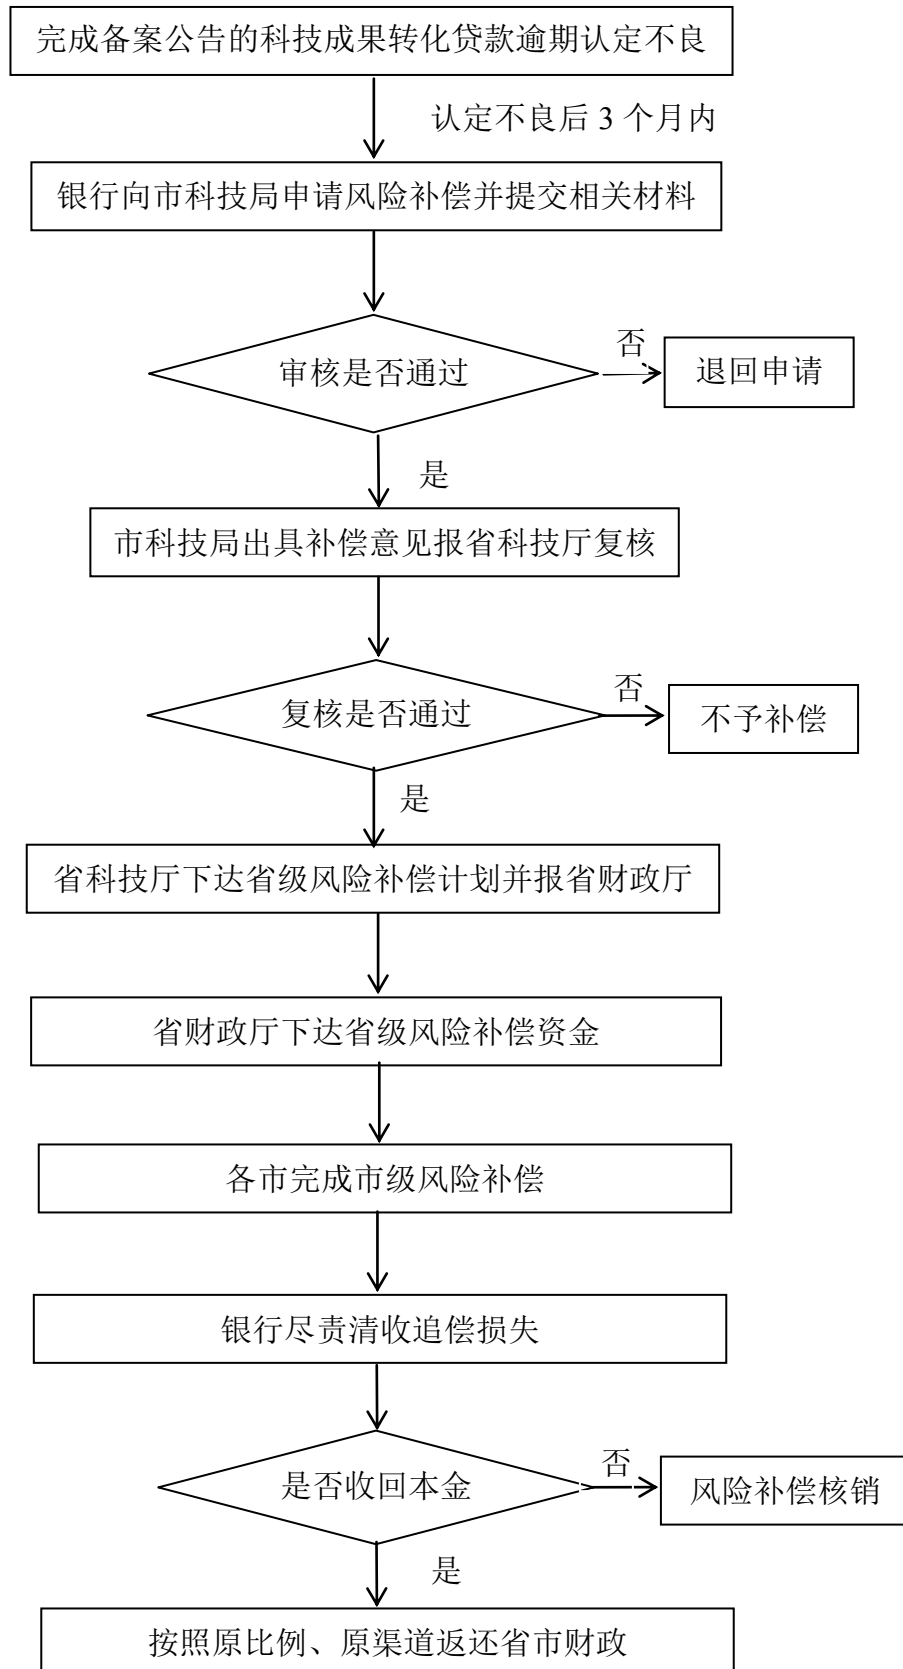 完成备案公告的科技成果转化贷款逾期认定不良
认定不良后 3 个月内
银行向市科技局申请风险补偿并提交相关材料
审核是否通过
否
退回申请
是
市科技局出具补偿意见报省科技厅复核
复核是否通过
否
不予补偿
是
省科技厅下达省级风险补偿计划并报省财政厅
省财政厅下达省级风险补偿资金
各市完成市级风险补偿
银行尽责清收追偿损失
是否收回本金
否
风险补偿核销
是
按照原比例、原渠道返还省市财政